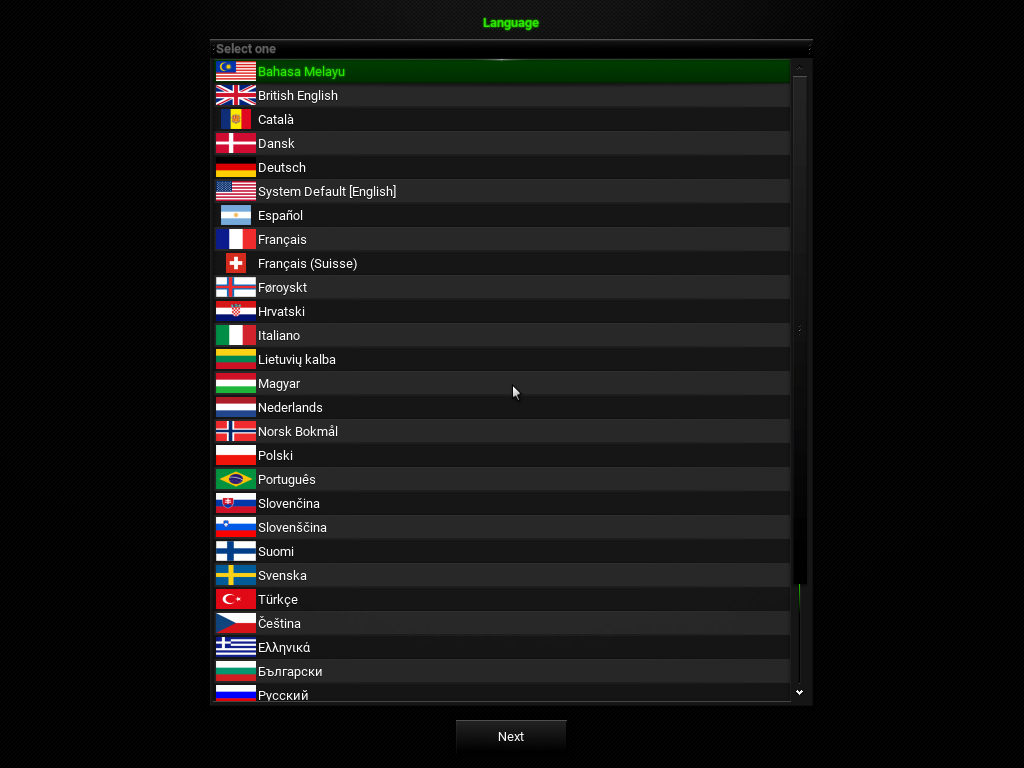 Language
Select one
Bahasa Melayu
British English
Català
Dansk
Deutsch
System Default [English]
Español
Français
Français (Suisse)
Føroyskt
Hrvatski
Italiano
Lietuvių kalba
Magyar
Nederlands
Norsk Bokmål
Polski
Português
Slovenčina
Slovenščina
Suomi
Svenska
Türkçe
Čeština
Ελληνικά
Български
Русский
Next